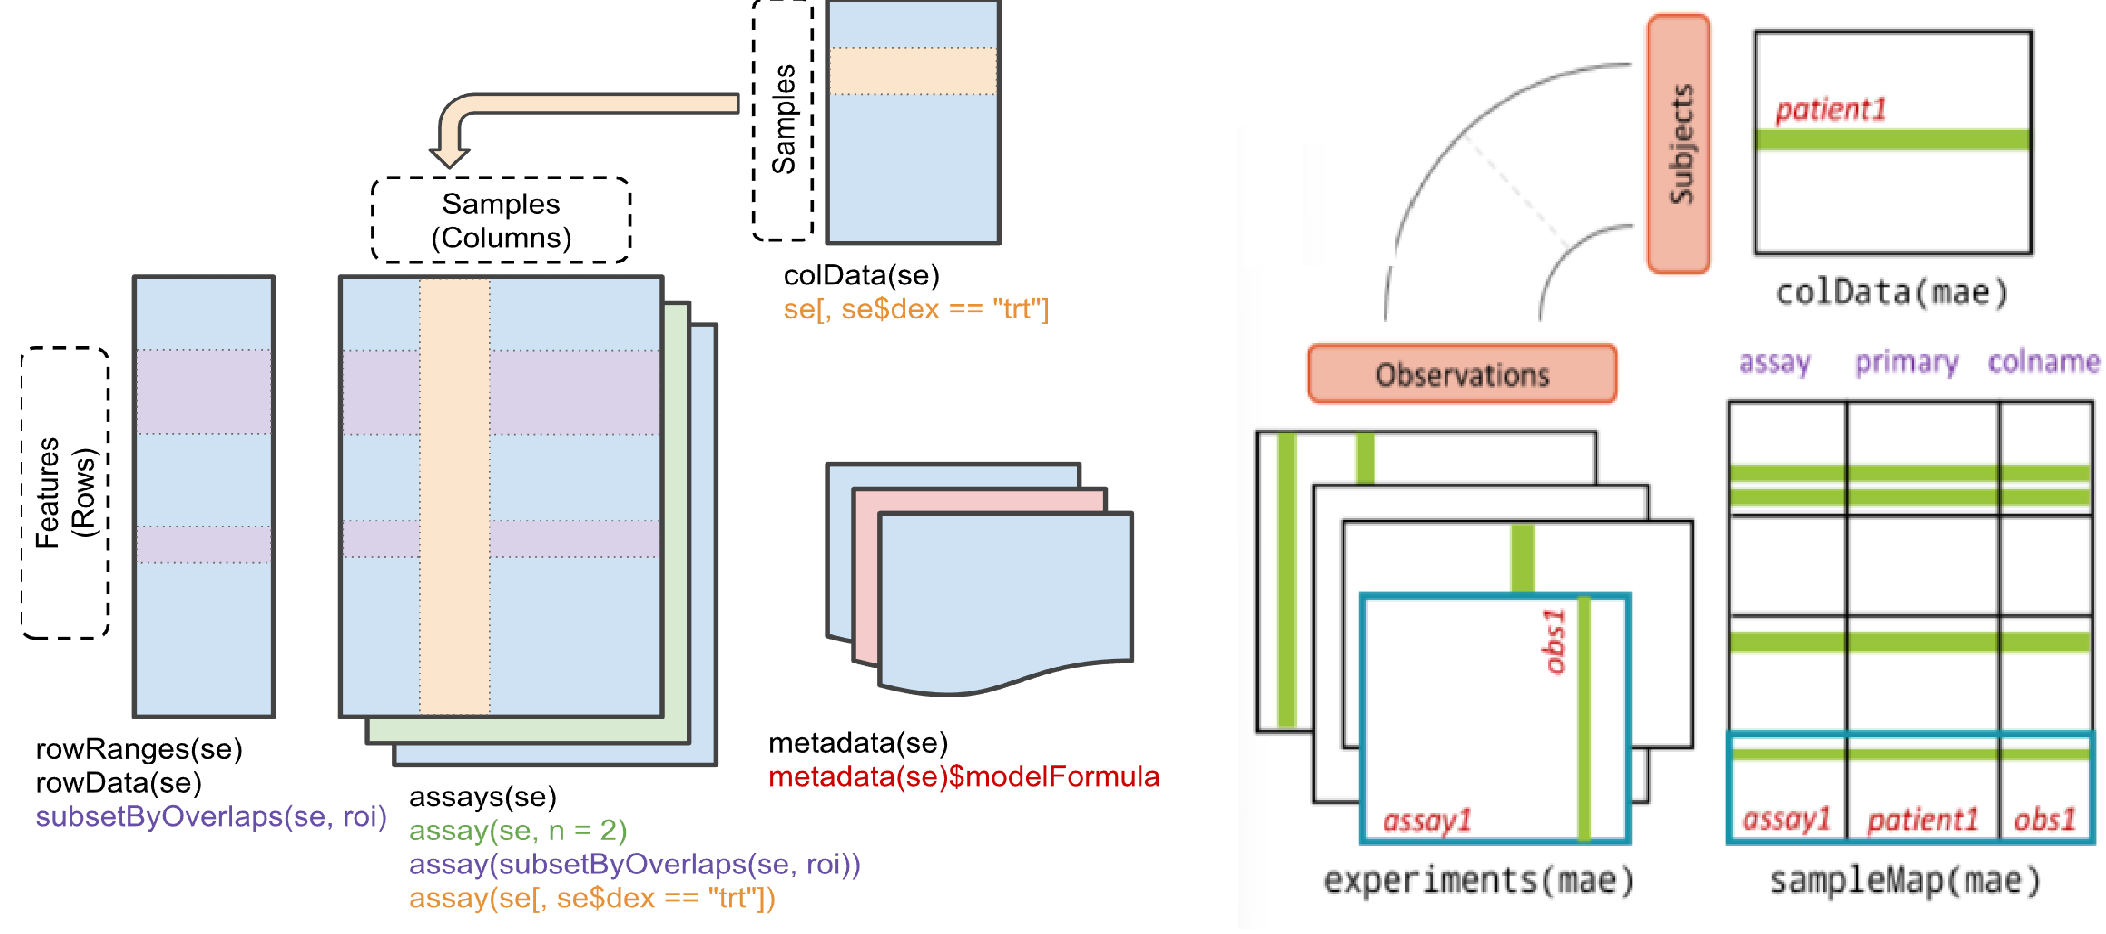 Samples
Samples
(Columns)
colData(se)
se[, se$dex == "trt"]
Features
(Rows)
rowRanges(se)
rowData(se)
subsetByOverlaps(se, roi)
assays(se)
assay(se, n = 2)
assay(subsetByOverlaps(se, roi))
assay(se[, se$dex == "trt"])
metadata(se)
metadata(se)$modelFormula
Subjects
patient1
colData(mae)
Observations
obs1
assay1
experiments(mae)
assay primary colname
assay1 patient1 obs1
sampleMap(mae)